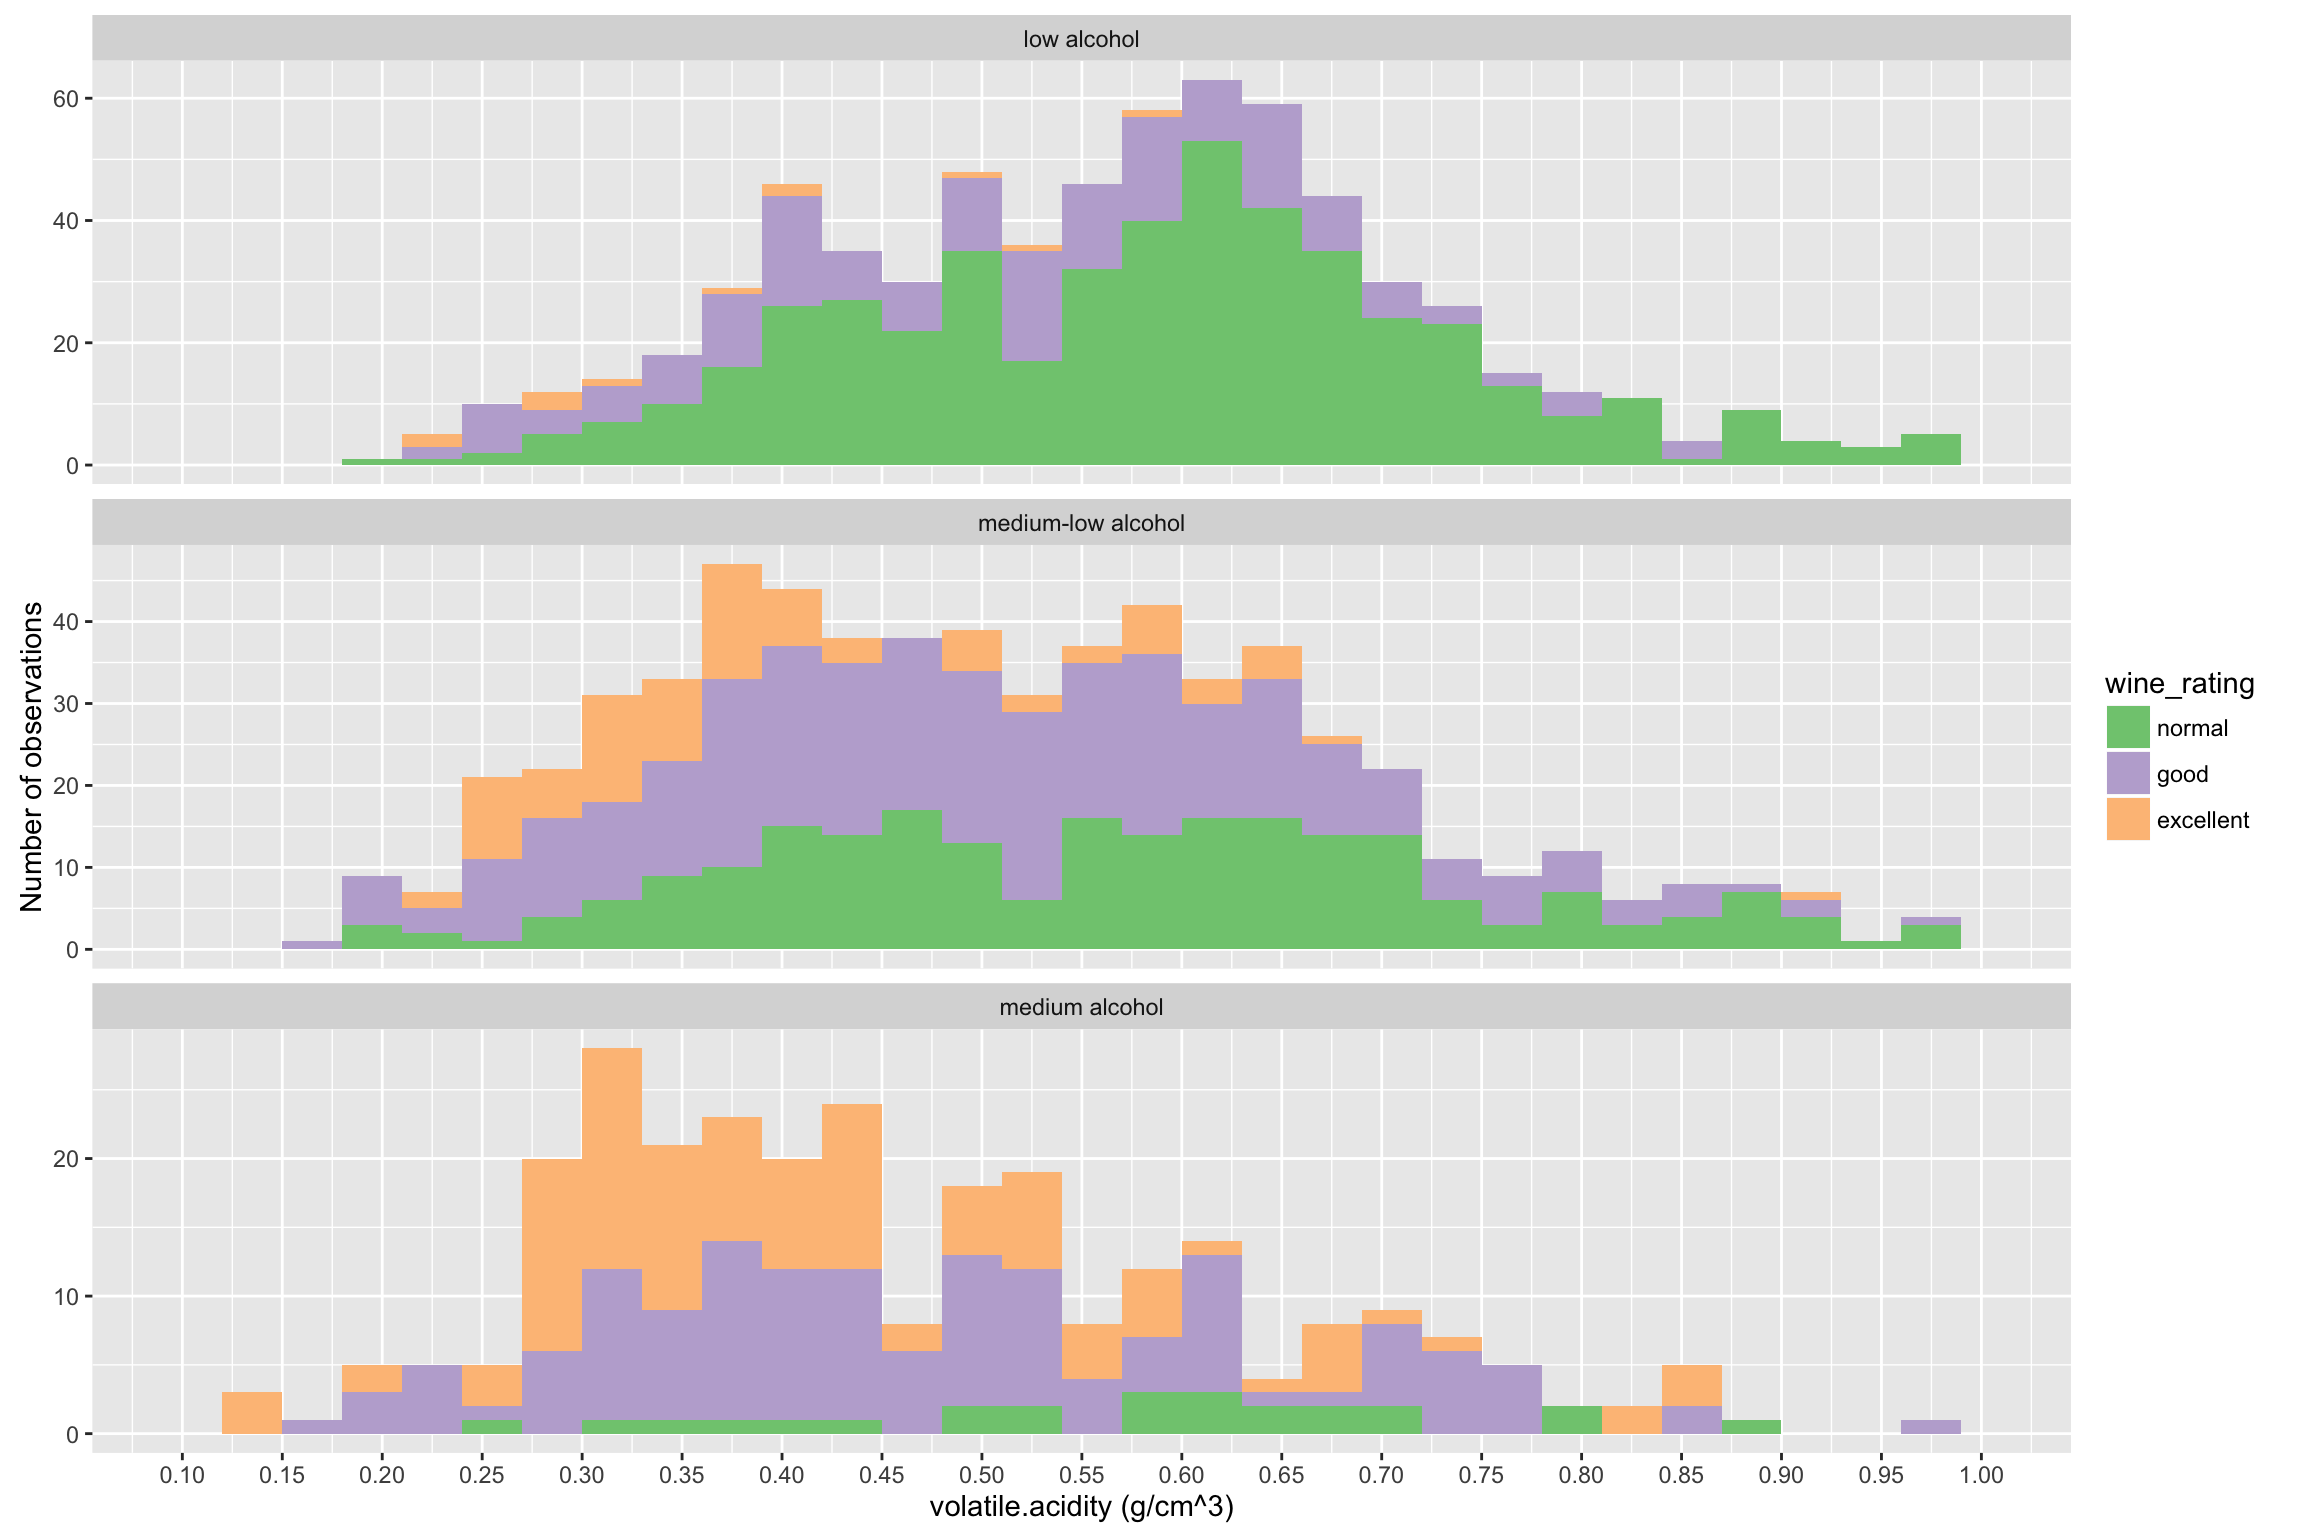 low alcohol
60
40
20
0
medium-low alcohol
40
30
20
10
0
medium alcohol
20
10
0
0.10 0.15 0.20 0.25 0.30 0.35 0.40 0.45 0.50 0.55 0.60 0.65 0.70 0.75 0.80 0.85 0.90 0.95 1.00
volatile.acidity (g/cm^3)
Number of observations
wine_rating
normal
good
excellent